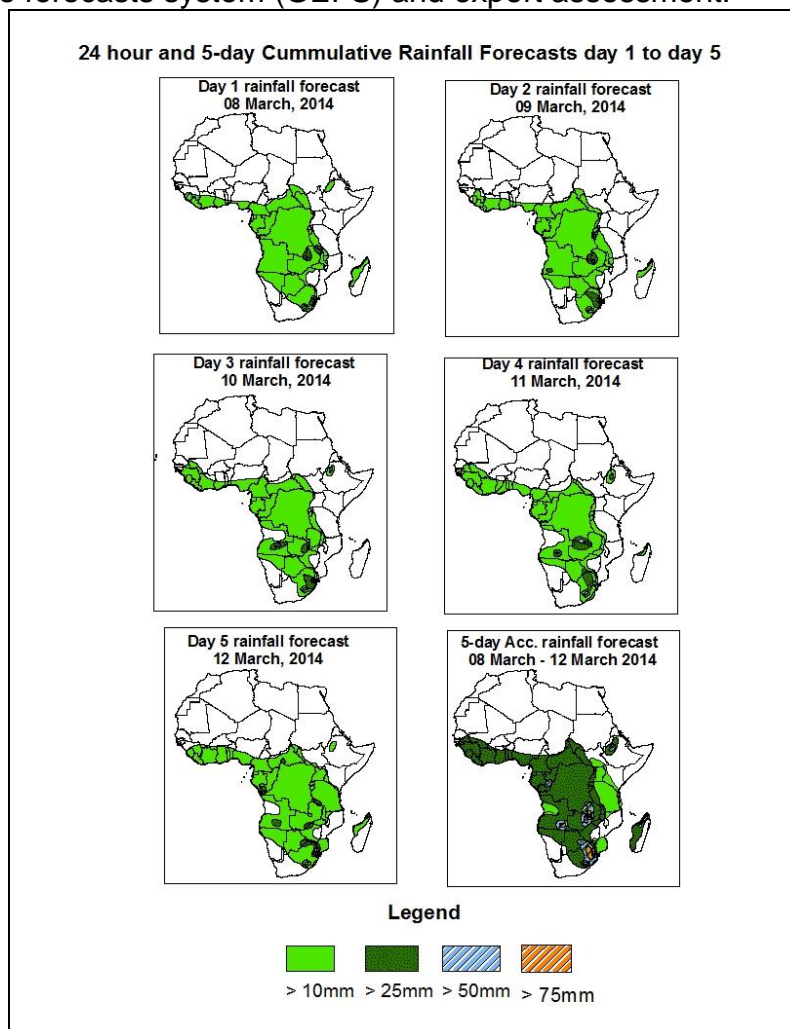 forecasts system (GEFS) and expert assessment.
24 hour and 5-day Cummulative Rainfall Forecasts day 1 to day 5
Day 1 rainfall forecast
08 March, 2014
Day 2 rainfall forecast
09 March, 2014
Day 3 rainfall forecast
10 March, 2014
Day 4 rainfall forecast
11 March, 2014
Day 5 rainfall forecast
12 March, 2014
5-day Acc. rainfall forecast
08 March - 12 March 2014
Legend
> 10mm > 25mm > 50mm > 75mm